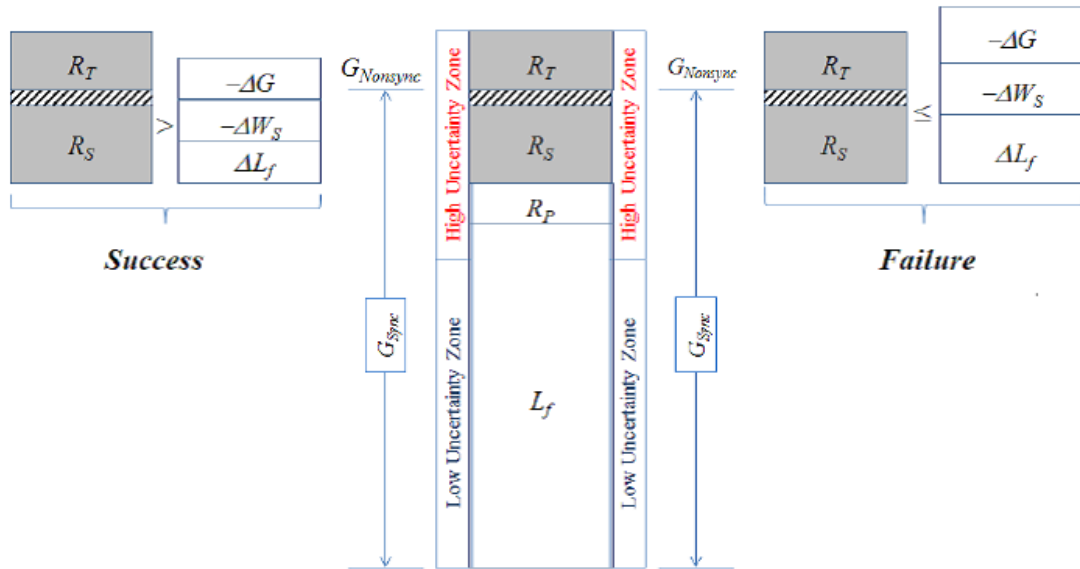 R_T
R_S
>
−ΔG
−ΔW_S
ΔL_f
Success
G_Nonsync
G_Sync
High Uncertainty Zone
Low Uncertainty Zone
R_T
R_S
R_P
L_f
High Uncertainty Zone
Low Uncertainty Zone
G_Nonsync
G_Sync
R_T
R_S
≤
−ΔG
−ΔW_S
ΔL_f
Failure